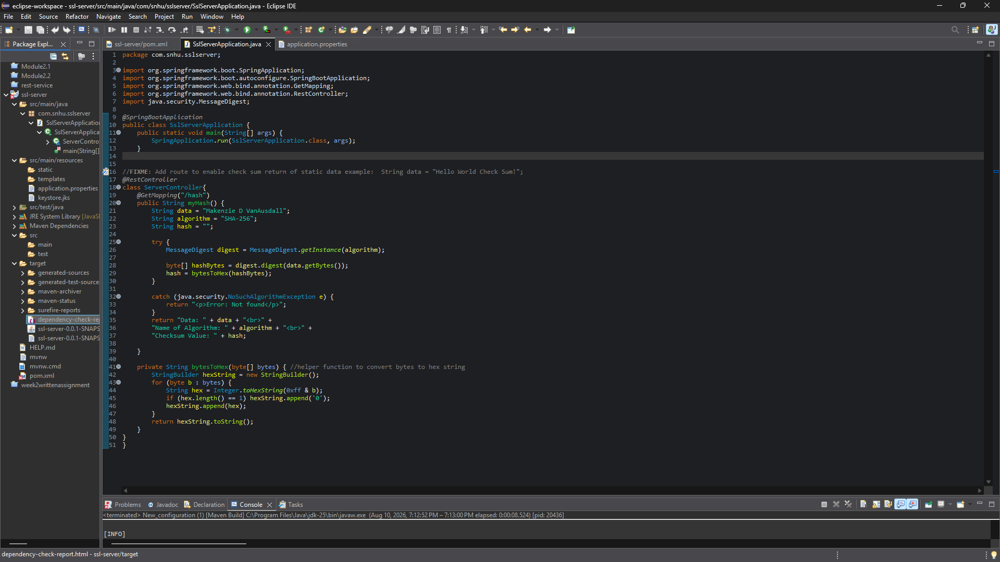 eclipse-workspace - ssl-server/src/main/java/com/snhu/sslserver/SslServerApplication.java - Eclipse IDE
File Edit Source Refactor Navigate Search Project Run Window Help
Package Expl...
ssl-server/pom.xml
SslServerApplication.java
application.properties
Module2.1
Module2.2
rest-service
ssl-server
src/main/java
com.snhu.sslserver
SslServerApplication
SslServerApplica
ServerContro
main(String[]
src/main/resources
static
templates
application.properties
keystore.jks
src/test/java
JRE System Library [JavaSI
Maven Dependencies
src
main
test
target
generated-sources
generated-test-source
maven-archiver
maven-status
surefire-reports
dependency-check-re
ssl-server-0.0.1-SNAPS
ssl-server-0.0.1-SNAPS
HELP.md
mvnw
mvnw.cmd
pom.xml
week2writtenassignment
1 package com.snhu.sslserver;
2
3 import org.springframework.boot.SpringApplication;
4 import org.springframework.boot.autoconfigure.SpringBootApplication;
5 import org.springframework.web.bind.annotation.GetMapping;
6 import org.springframework.web.bind.annotation.RestController;
7 import java.security.MessageDigest;
8
9 @SpringBootApplication
10 public class SslServerApplication {
11 public static void main(String[] args) {
12 SpringApplication.run(SslServerApplication.class, args);
13 }
14
15
16 //FIXME: Add route to enable check sum return of static data example:  String data = "Hello World Check Sum!";
17 @RestController
18 class ServerController{
19 @GetMapping("/hash")
20 public String myHash() {
21 String data = "Makenzie D VanAusdall";
22 String algorithm = "SHA-256";
23 String hash = "";
24
25 try {
26 MessageDigest digest = MessageDigest.getInstance(algorithm);
27
28 byte[] hashBytes = digest.digest(data.getBytes());
29 hash = bytesToHex(hashBytes);
30 }
31
32 catch (java.security.NoSuchAlgorithmException e) {
33 return "<p>Error: Not found</p>";
34 }
35 return "Data: " + data + "<br>" +
36 "Name of Algorithm: " + algorithm + "<br>" +
37 "Checksum Value: " + hash;
38
39 }
40
41 private String bytesToHex(byte[] bytes) { //helper function to convert bytes to hex string
42 StringBuilder hexString = new StringBuilder();
43 for (byte b : bytes) {
44 String hex = Integer.toHexString(0xff & b);
45 if (hex.length() == 1) hexString.append('0');
46 hexString.append(hex);
47 }
48 return hexString.toString();
49 }
50 }
51 }
Problems Javadoc Declaration Console Tasks
<terminated> New_configuration (1) [Maven Build] C:\Program Files\Java\jdk-25\bin\javaw.exe (Aug 10, 2026, 7:12:52 PM – 7:13:00 PM elapsed: 0:00:08.524) [pid: 20436]
[INFO]
dependency-check-report.html - ssl-server/target